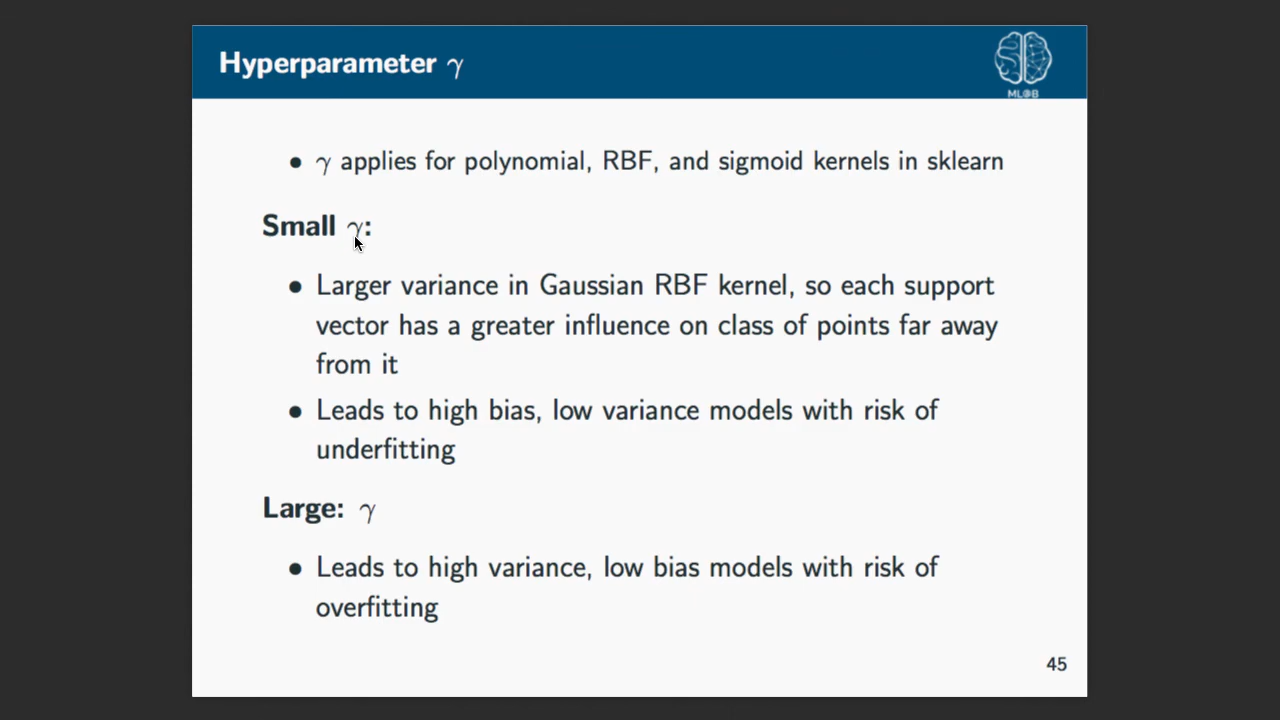 Hyperparameter γ
ML@B
• γ applies for polynomial, RBF, and sigmoid kernels in sklearn
Small γ:
• Larger variance in Gaussian RBF kernel, so each support
vector has a greater influence on class of points far away
from it
• Leads to high bias, low variance models with risk of
underfitting
Large: γ
• Leads to high variance, low bias models with risk of
overfitting
45